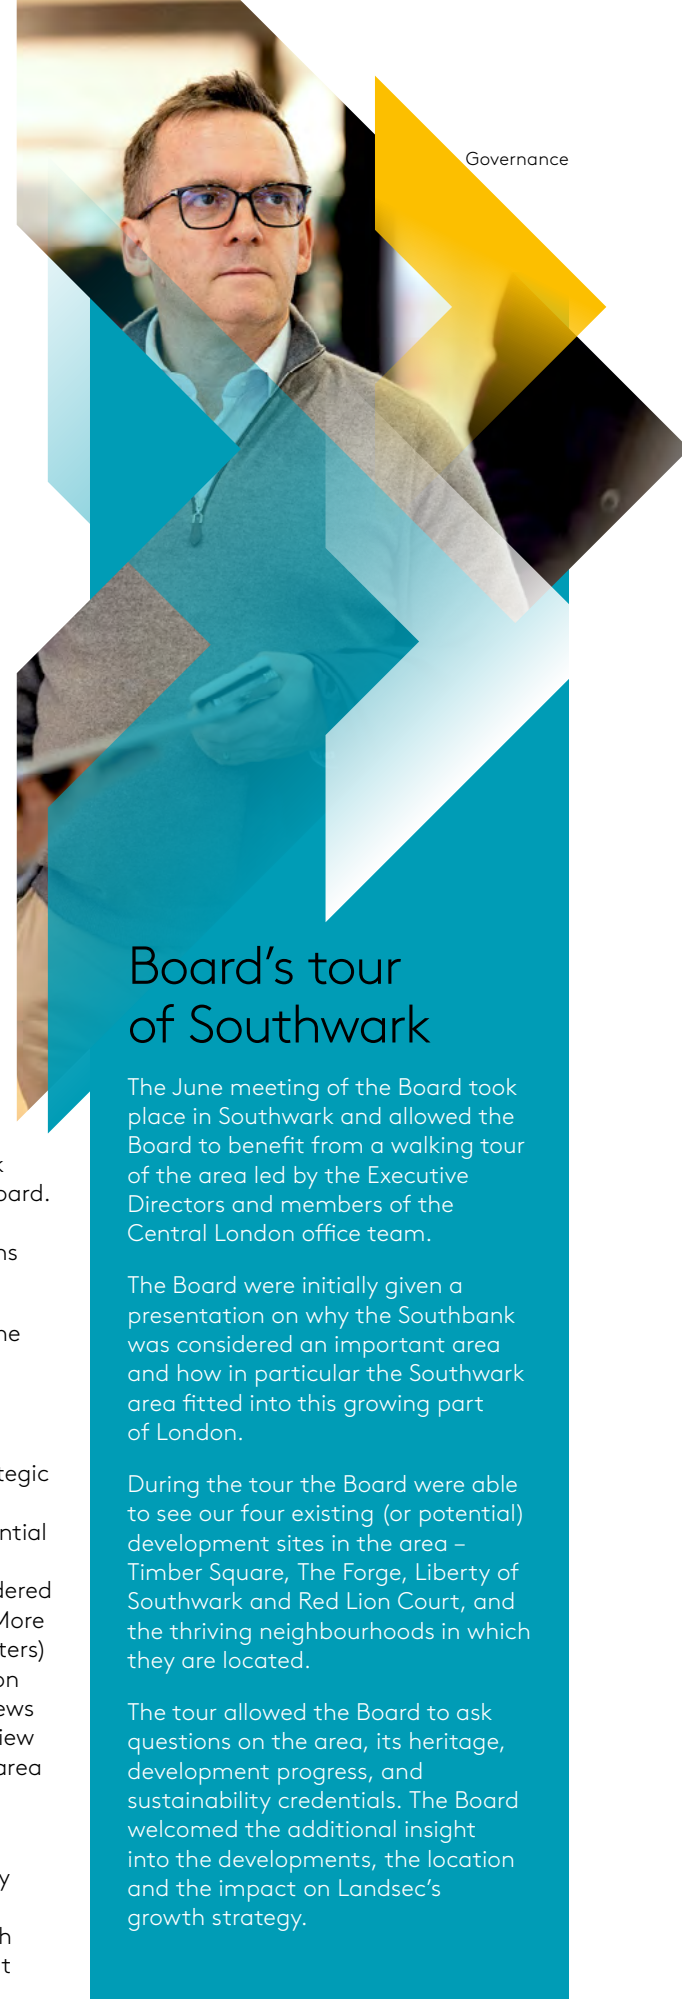 Governance
Board's tour
of Southwark
The June meeting of the Board took
place in Southwark and allowed the
Board to benefit from a walking tour
of the area led by the Executive
Directors and members of the
Central London office team.
The Board were initially given a
presentation on why the Southbank
was considered an important area
and how in particular the Southwark
area fitted into this growing part
of London.
During the tour the Board were able
to see our four existing (or potential)
development sites in the area –
Timber Square, The Forge, Liberty of
Southwark and Red Lion Court, and
the thriving neighbourhoods in which
they are located.
The tour allowed the Board to ask
questions on the area, its heritage,
development progress, and
sustainability credentials. The Board
welcomed the additional insight
into the developments, the location
and the impact on Landsec's
growth strategy.